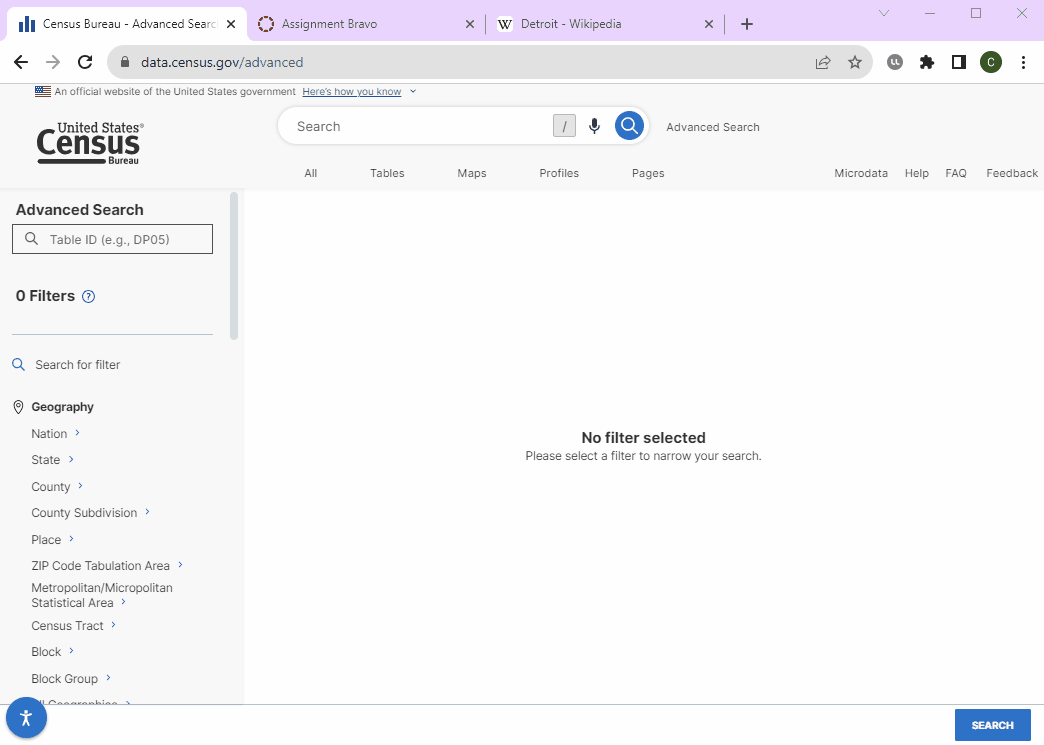 Census Bureau - Advanced Searc
Assignment Bravo
W Detroit - Wikipedia
data.census.gov/advanced
C
An official website of the United States government Here's how you know
United States®
Census
Bureau
Search / Advanced Search
All Tables Maps Profiles Pages Microdata Help FAQ Feedback
Advanced Search
Table ID (e.g., DP05)
0 Filters ?
Search for filter
Geography
Nation
State
County
County Subdivision
Place
ZIP Code Tabulation Area
Metropolitan/Micropolitan
Statistical Area
Census Tract
Block
Block Group
No filter selected
Please select a filter to narrow your search.
SEARCH